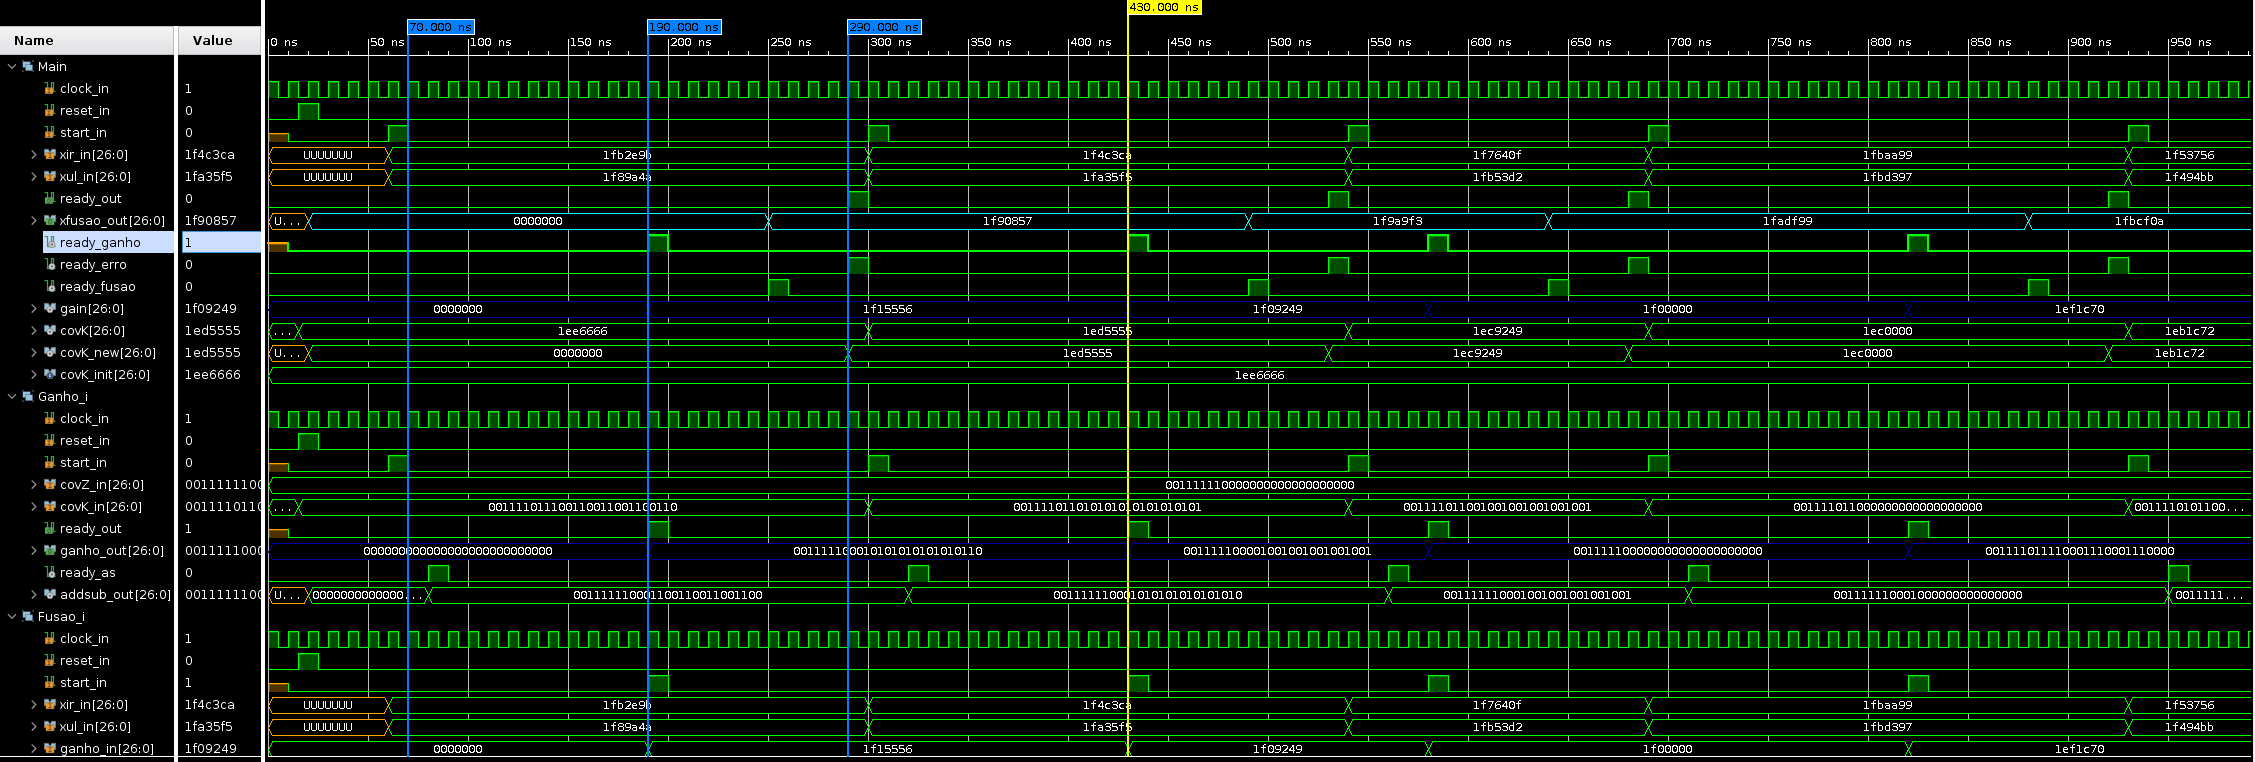 430.000 ns
70.000 ns 190.000 ns 290.000 ns
Name Value 0 ns 50 ns 100 ns 150 ns 200 ns 250 ns 300 ns 350 ns 400 ns 450 ns 500 ns 550 ns 600 ns 650 ns 700 ns 750 ns 800 ns 850 ns 900 ns 950 ns
Main
clock_in 1
reset_in 0
start_in 0
xir_in[26:0] 1f4c3ca UUUUUUU 1fb2e9b 1f4c3ca 1f7640f 1fbaa99 1f53756
xul_in[26:0] 1fa35f5 UUUUUUU 1f89a4a 1fa35f5 1fb53d2 1fbd397 1f494bb
ready_out 0
xfusao_out[26:0] 1f90857 U... 0000000 1f90857 1f9a9f3 1fadf99 1fbcf0a
ready_ganho 1
ready_erro 0
ready_fusao 0
gain[26:0] 1f09249 0000000 1f15556 1f09249 1f00000 1ef1c70
covK[26:0] 1ed5555 ... 1ee6666 1ed5555 1ec9249 1ec0000 1eb1c72
covK_new[26:0] 1ed5555 U... 0000000 1ed5555 1ec9249 1ec0000 1eb1c72
covK_init[26:0] 1ee6666 1ee6666
Ganho_i
clock_in 1
reset_in 0
start_in 0
covZ_in[26:0] 0011111100 001111110000000000000000000
covK_in[26:0] 0011110110 ... 001111011100110011001100110 001111011010101010101010101 001111011001001001001001001 001111011000000000000000000 0011110101100...
ready_out 1
ganho_out[26:0] 0011111000 000000000000000000000000000 001111100010101010101010110 001111100001001001001001001 001111100000000000000000000 001111011110001110001110000
ready_as 0
addsub_out[26:0] 0011111100 U... 0000000000000... 001111110001100110011001100 001111110001010101010101010 001111110001001001001001001 001111110001000000000000000 0011111...
Fusao_i
clock_in 1
reset_in 0
start_in 1
xir_in[26:0] 1f4c3ca UUUUUUU 1fb2e9b 1f4c3ca 1f7640f 1fbaa99 1f53756
xul_in[26:0] 1fa35f5 UUUUUUU 1f89a4a 1fa35f5 1fb53d2 1fbd397 1f494bb
ganho_in[26:0] 1f09249 0000000 1f15556 1f09249 1f00000 1ef1c70